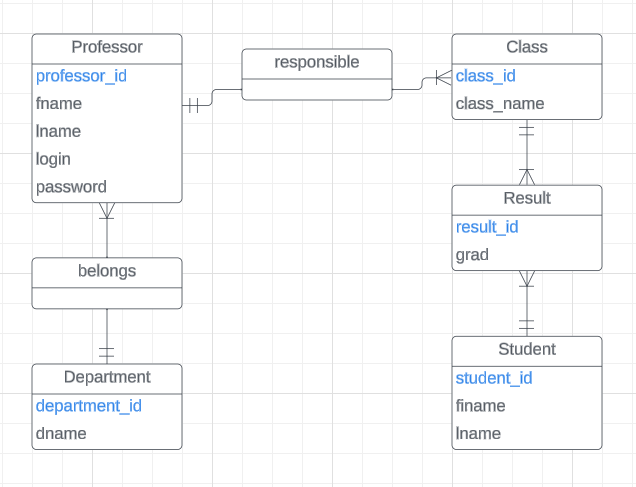 Professor
professor_id
fname
lname
login
password
responsible
Class
class_id
class_name
Result
result_id
grad
belongs
Department
department_id
dname
Student
student_id
finame
lname